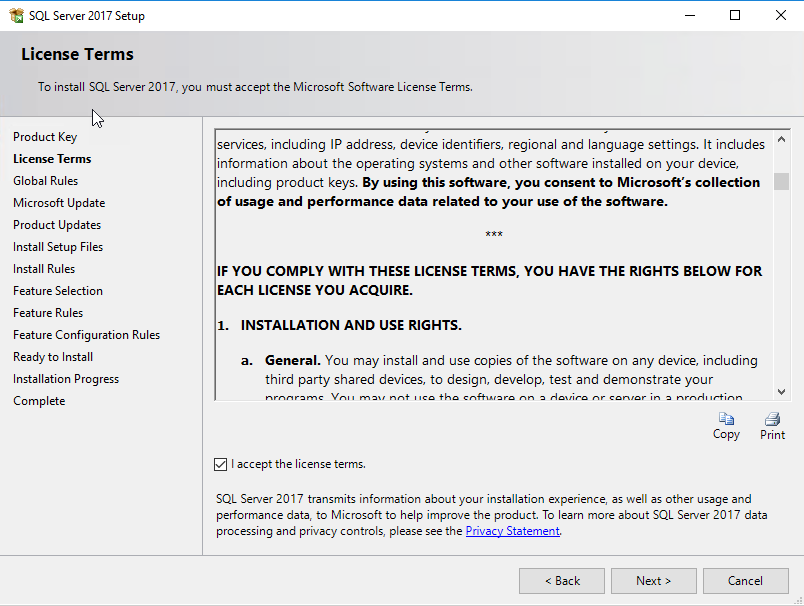 SQL Server 2017 Setup
License Terms
To install SQL Server 2017, you must accept the Microsoft Software License Terms.
Product Key
License Terms
Global Rules
Microsoft Update
Product Updates
Install Setup Files
Install Rules
Feature Selection
Feature Rules
Feature Configuration Rules
Ready to Install
Installation Progress
Complete
services, including IP address, device identifiers, regional and language settings. It includes
information about the operating systems and other software installed on your device,
including product keys. By using this software, you consent to Microsoft's collection
of usage and performance data related to your use of the software.
***
IF YOU COMPLY WITH THESE LICENSE TERMS, YOU HAVE THE RIGHTS BELOW FOR
EACH LICENSE YOU ACQUIRE.
1. INSTALLATION AND USE RIGHTS.
a. General. You may install and use copies of the software on any device, including
third party shared devices, to design, develop, test and demonstrate your
programs. You may not use the software on a device or server in a production
Copy
Print
I accept the license terms.
SQL Server 2017 transmits information about your installation experience, as well as other usage and
performance data, to Microsoft to help improve the product. To learn more about SQL Server 2017 data
processing and privacy controls, please see the Privacy Statement.
< Back
Next >
Cancel